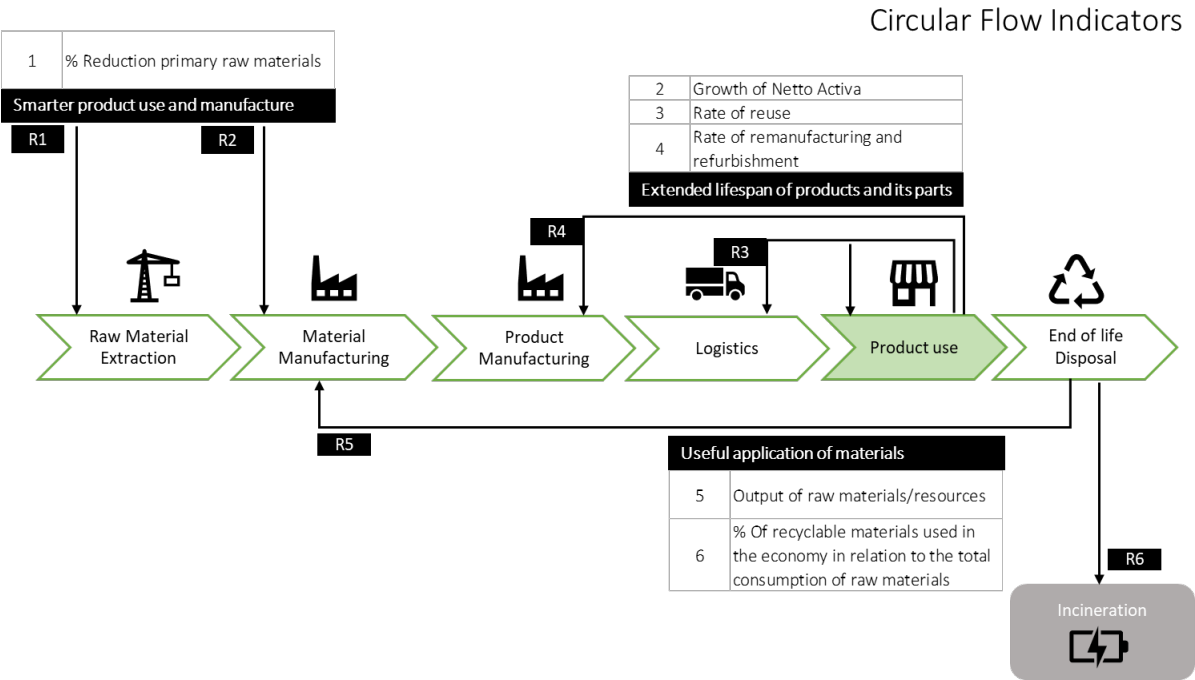 Circular Flow Indicators
1 % Reduction primary raw materials
Smarter product use and manufacture
R1
R2
2 Growth of Netto Activa
3 Rate of reuse
4 Rate of remanufacturing and
refurbishment
Extended lifespan of products and its parts
R4
R3
Raw Material
Extraction
Material
Manufacturing
Product
Manufacturing
Logistics
Product use
End of life
Disposal
R5
Useful application of materials
5 Output of raw materials/resources
6 % Of recyclable materials used in
the economy in relation to the total
consumption of raw materials
R6
Incineration